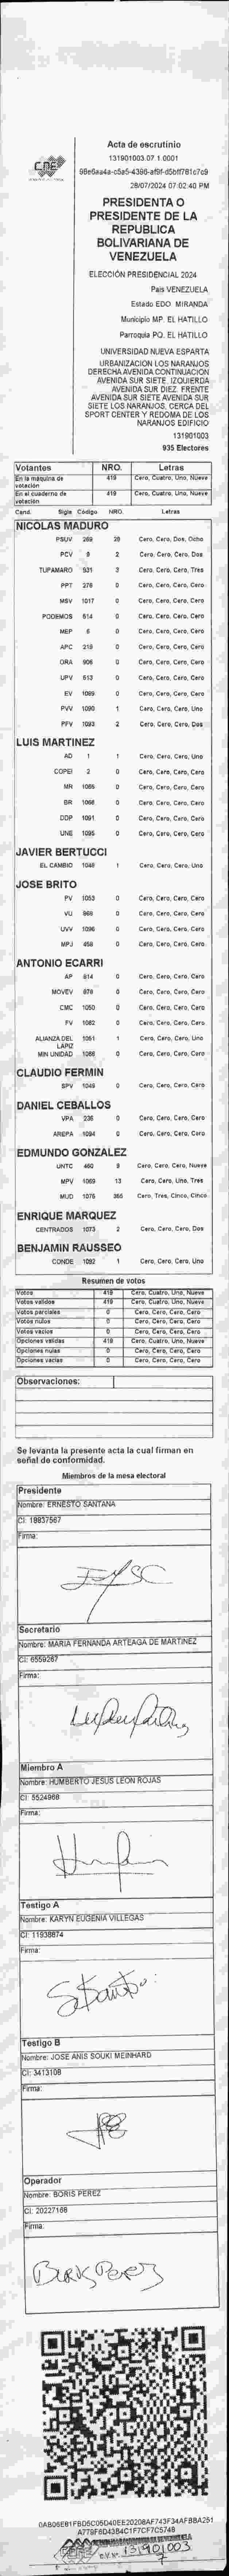 CNE
Acta de escrutinio
131901003.07.1.0001
28/07/2024 07:02:40 PM
PRESIDENTA O
PRESIDENTE DE LA
REPUBLICA
BOLIVARIANA DE
VENEZUELA
ELECCIÓN PRESIDENCIAL 2024
País VENEZUELA
Estado EDO. MIRANDA
Municipio MP. EL HATILLO
Parroquia PQ. EL HATILLO
UNIVERSIDAD NUEVA ESPARTA
URBANIZACION LOS NARANJOS
DERECHA AVENIDA CONTINUACION
AVENIDA SUR SIETE. IZQUIERDA
AVENIDA SUR DIEZ. FRENTE
AVENIDA SUR SIETE AVENIDA SUR
SIETE LOS NARANJOS. CERCA DEL
SPORT CENTER Y REDOMA DE LOS
NARANJOS EDIFICIO
131901003
935 Electores
Votantes NRO. Letras
En la máquina de votación 419 Cero, Cuatro, Uno, Nueve
En el cuaderno de votación 419 Cero, Cuatro, Uno, Nueve
Cand. Sigla Código NRO. Letras
NICOLAS MADURO
PSUV 269 28 Cero, Cero, Dos, Ocho
PCV 9 2 Cero, Cero, Cero, Dos
TUPAMARO 931 3 Cero, Cero, Cero, Tres
PPT 376 0 Cero, Cero, Cero, Cero
MSV 1017 0 Cero, Cero, Cero, Cero
PODEMOS 514 0 Cero, Cero, Cero, Cero
MEP 6 0 Cero, Cero, Cero, Cero
APC 219 0 Cero, Cero, Cero, Cero
ORA 906 0 Cero, Cero, Cero, Cero
UPV 513 0 Cero, Cero, Cero, Cero
EV 1089 0 Cero, Cero, Cero, Cero
PVV 1090 1 Cero, Cero, Cero, Uno
PFV 1093 2 Cero, Cero, Cero, Dos
LUIS MARTINEZ
AD 1 1 Cero, Cero, Cero, Uno
COPEI 2 0 Cero, Cero, Cero, Cero
MR 1065 0 Cero, Cero, Cero, Cero
BR 1068 0 Cero, Cero, Cero, Cero
DDP 1091 0 Cero, Cero, Cero, Cero
UNE 1095 0 Cero, Cero, Cero, Cero
JAVIER BERTUCCI
EL CAMBIO 1048 1 Cero, Cero, Cero, Uno
JOSE BRITO
PV 1053 0 Cero, Cero, Cero, Cero
VU 868 0 Cero, Cero, Cero, Cero
UVV 1096 0 Cero, Cero, Cero, Cero
MPJ 458 0 Cero, Cero, Cero, Cero
ANTONIO ECARRI
AP 814 0 Cero, Cero, Cero, Cero
MOVEV 878 0 Cero, Cero, Cero, Cero
CMC 1050 0 Cero, Cero, Cero, Cero
FV 1062 0 Cero, Cero, Cero, Cero
ALIANZA DEL LÁPIZ 1051 1 Cero, Cero, Cero, Uno
MIN UNIDAD 1088 0 Cero, Cero, Cero, Cero
CLAUDIO FERMIN
SPV 1049 0 Cero, Cero, Cero, Cero
DANIEL CEBALLOS
VPA 236 0 Cero, Cero, Cero, Cero
AREPA 1094 0 Cero, Cero, Cero, Cero
EDMUNDO GONZALEZ
UNTC 460 9 Cero, Cero, Cero, Nueve
MPV 1069 13 Cero, Cero, Uno, Tres
MUD 1076 355 Cero, Tres, Cinco, Cinco
ENRIQUE MARQUEZ
CENTRADOS 1073 2 Cero, Cero, Cero, Dos
BENJAMIN RAUSSEO
CONDE 1092 1 Cero, Cero, Cero, Uno
Resumen de votos
Votos 419 Cero, Cuatro, Uno, Nueve
Votos validos 419 Cero, Cuatro, Uno, Nueve
Votos parciales 0 Cero, Cero, Cero, Cero
Votos nulos 0 Cero, Cero, Cero, Cero
Votos vacíos 0 Cero, Cero, Cero, Cero
Opciones válidas 419 Cero, Cuatro, Uno, Nueve
Opciones nulas 0 Cero, Cero, Cero, Cero
Opciones vacías 0 Cero, Cero, Cero, Cero
Observaciones:
Se levanta la presente acta la cual firman en
señal de conformidad.
Miembros de la mesa electoral
Presidente
Nombre: ERNESTO SANTANA
CI: 18837567
Firma:
Secretario
Nombre: MARIA FERNANDA ARTEAGA DE MARTINEZ
CI: 6559267
Firma:
Miembro A
Nombre: HUMBERTO JESUS LEON ROJAS
CI: 5524968
Firma:
Testigo A
Nombre: KARYN EUGENIA VILLEGAS
CI: 11938874
Firma:
Testigo B
Nombre: JOSE ANIS SOUKI MEINHARD
CI: 3413108
Firma:
Operador
Nombre: BORIS PEREZ
CI: 20227168
Firma:
Boris Perez
131901003